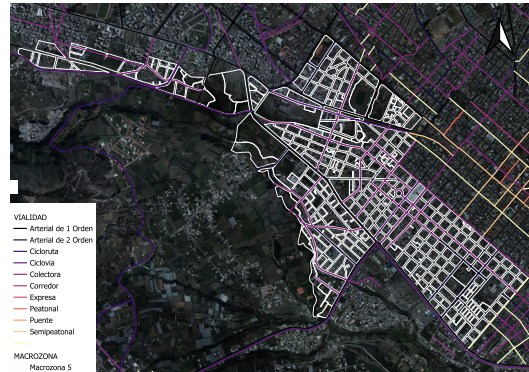 VIALIDAD
Arterial de 1 Orden
Arterial de 2 Orden
Cicloruta
Ciclovia
Colectora
Corredor
Expresa
Peatonal
Puente
Semipeatonal
MACROZONA
Macrozona 5